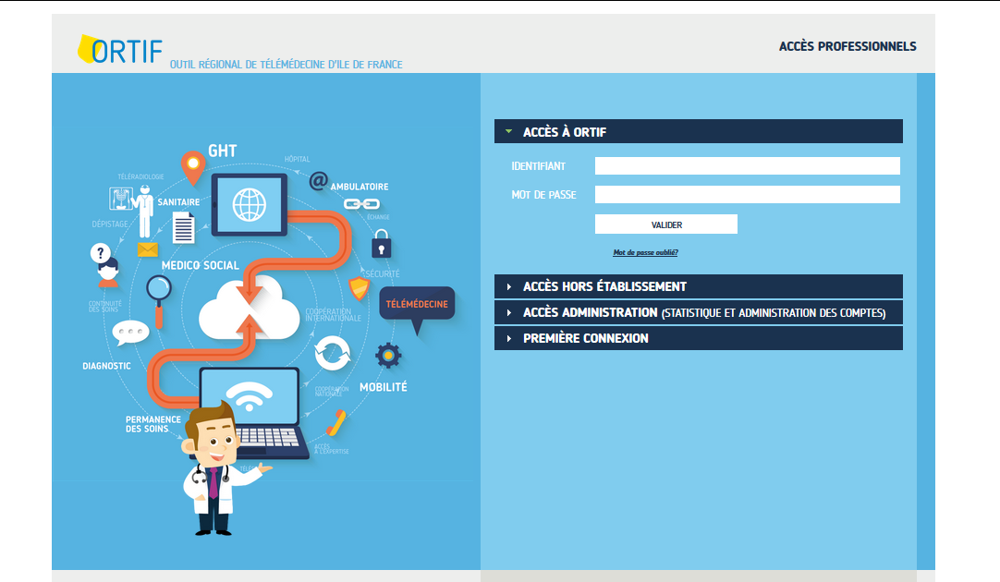 ORTIF
OUTIL RÉGIONAL DE TÉLÉMÉDECINE D'ILE DE FRANCE
ACCÈS PROFESSIONNELS
GHT
HÔPITAL
TÉLÉRADIOLOGIE
@
AMBULATOIRE
SANITAIRE
ÉCHANGE
DÉPISTAGE
?
MEDICO SOCIAL
SÉCURITÉ
CONTINUITÉ
DES SOINS
TÉLÉMÉDECINE
COOPÉRATION
INTERNATIONALE
DIAGNOSTIC
COOPÉRATION
NATIONALE
MOBILITÉ
PERMANENCE
DES SOINS
ACCÈS
À L'EXPERTISE
ACCÈS À ORTIF
IDENTIFIANT
MOT DE PASSE
VALIDER
Mot de passe oublié?
ACCÈS HORS ÉTABLISSEMENT
ACCÈS ADMINISTRATION (STATISTIQUE ET ADMINISTRATION DES COMPTES)
PREMIÈRE CONNEXION